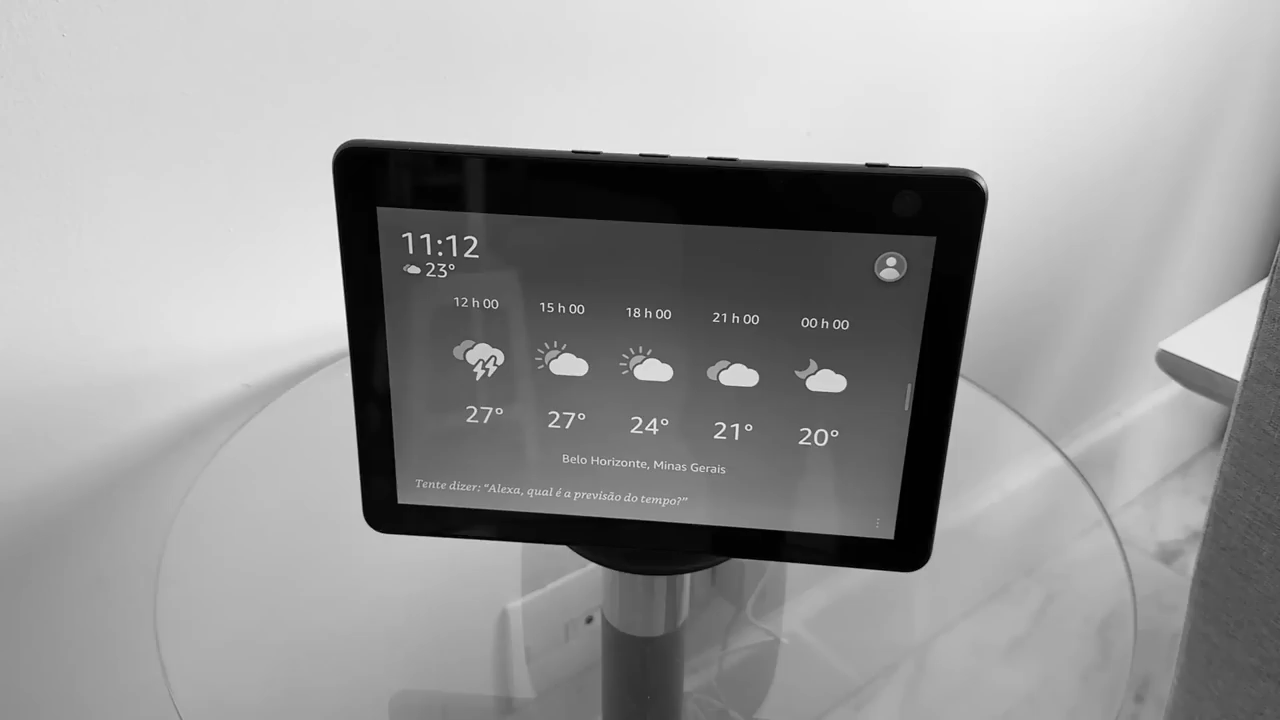 11:12
23°
12 h 00 15 h 00 18 h 00 21 h 00 00 h 00
27° 27° 24° 21° 20°
Belo Horizonte, Minas Gerais
Tente dizer: “Alexa, qual é a previsão do tempo?”